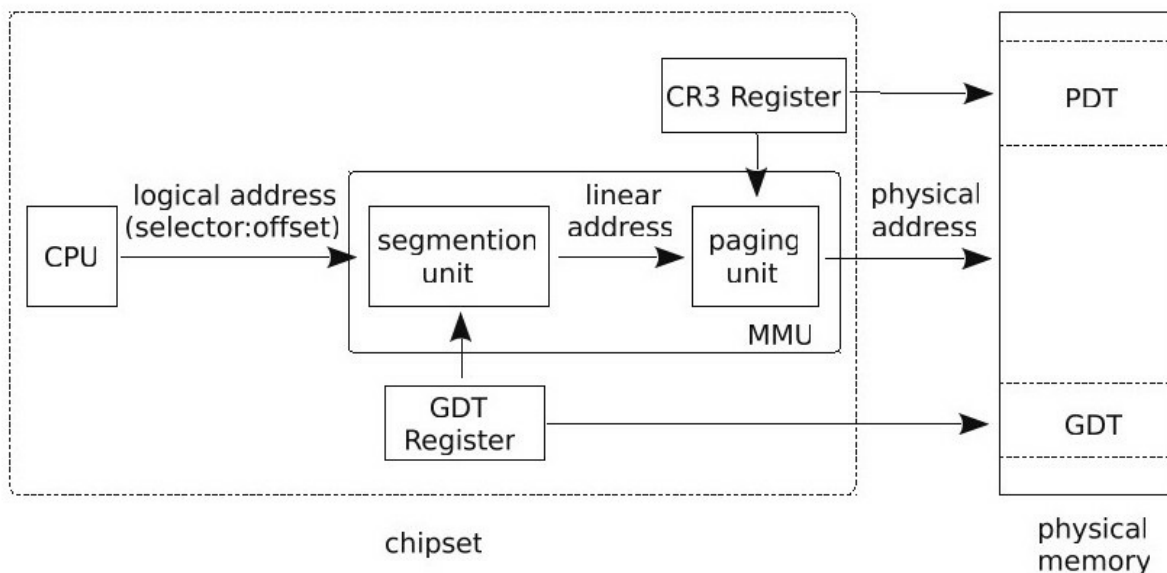 CR3 Register
PDT
logical address
(selector:offset)
linear
address
physical
address
CPU
segmention
unit
paging
unit
MMU
GDT
Register
GDT
chipset
physical
memory